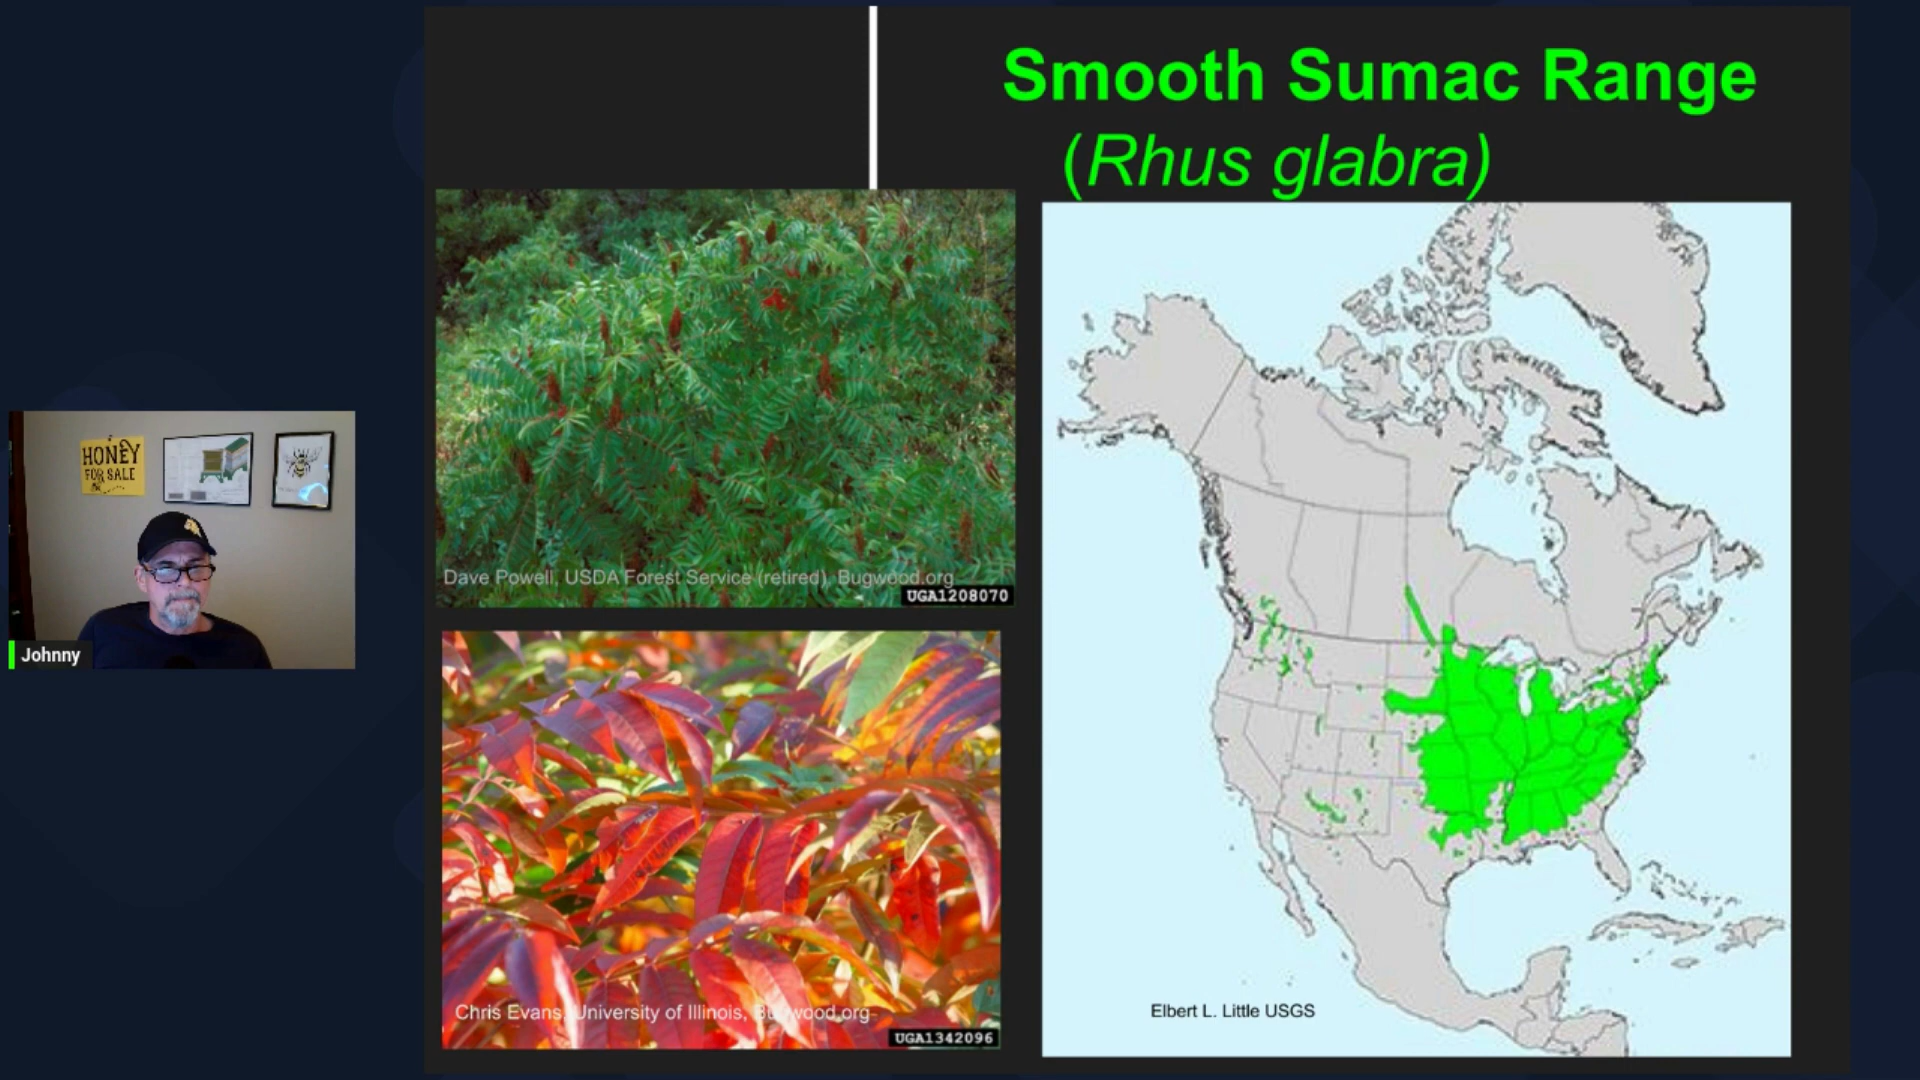 Smooth Sumac Range
(Rhus glabra)
Dave Powell, USDA Forest Service (retired), Bugwood.org
UGA1208070
HONEY
FOR SALE
Johnny
Chris Evans, University of Illinois, Bugwood.org
UGA1342096
Elbert L. Little USGS